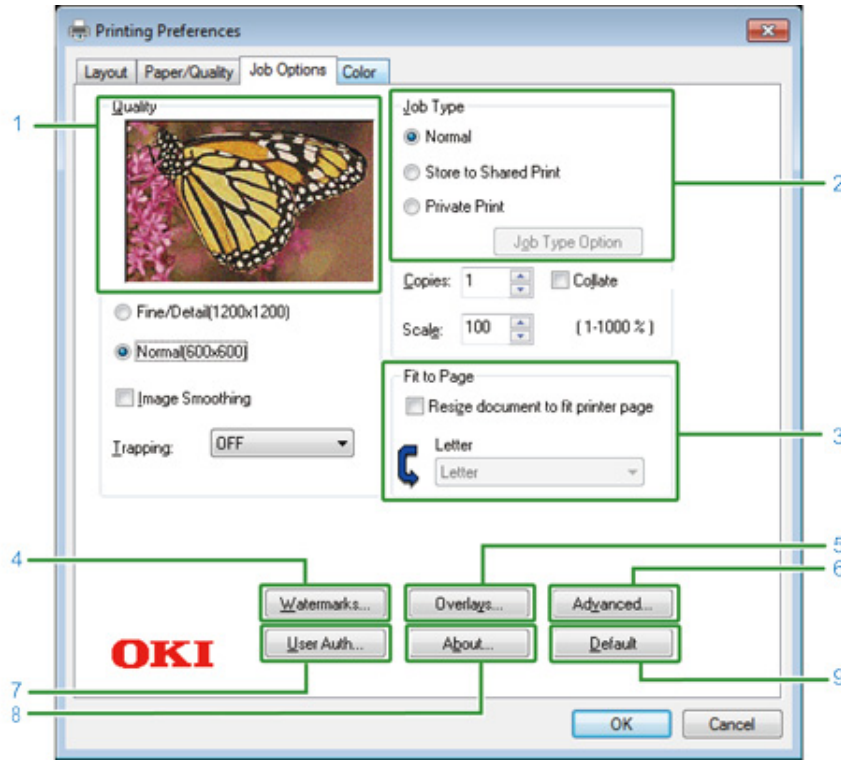 Printing Preferences
Layout
Paper/Quality
Job Options
Color
1
Quality
Fine/Detail(1200x1200)
Normal(600x600)
Image Smoothing
Trapping:
OFF
Job Type
Normal
Store to Shared Print
Private Print
Job Type Option
2
Copies:
1
Collate
Scale:
100
(1-1000 %)
Fit to Page
Resize document to fit printer page
Letter
Letter
3
4
5
6
Watermarks...
Overlays...
Advanced...
OKI
User Auth...
About...
Default
7
8
9
OK
Cancel